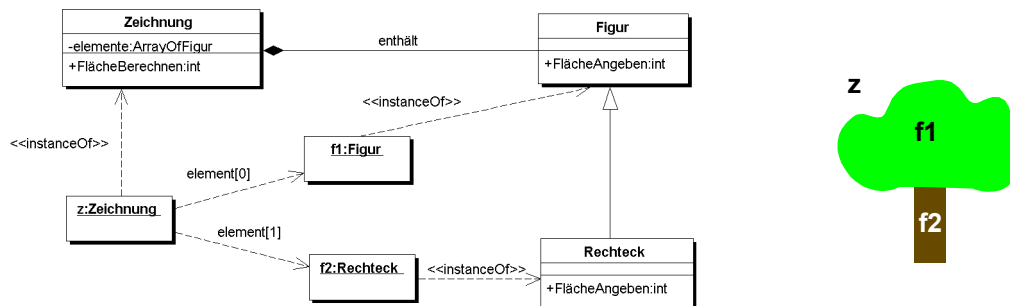 Zeichnung
-elemente:ArrayOfFigur
+FlächeBerechnen:int
enthält
Figur
+FlächeAngeben:int
<<instanceOf>>
<<instanceOf>>
f1:Figur
element[0]
z:Zeichnung
element[1]
f2:Rechteck
<<instanceOf>>
Rechteck
+FlächeAngeben:int
z
f1
f2